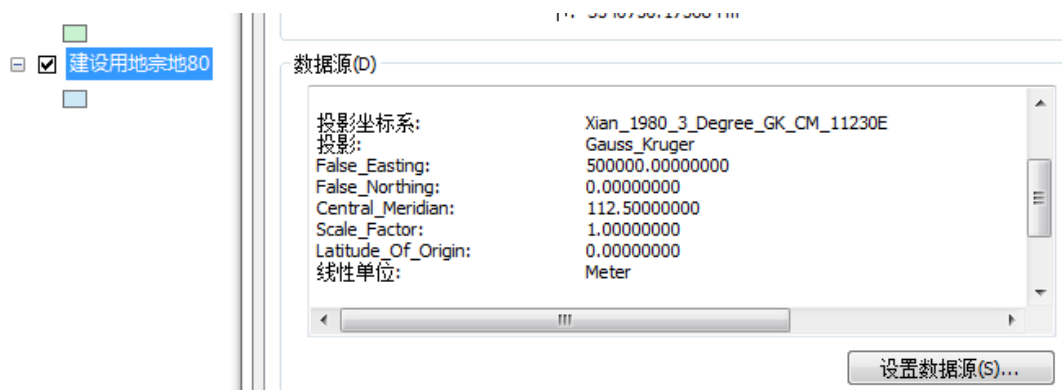 建设用地宗地80
数据源(D)
投影坐标系: Xian_1980_3_Degree_GK_CM_11230E
投影: Gauss_Kruger
False_Easting: 500000.00000000
False_Northing: 0.00000000
Central_Meridian: 112.50000000
Scale_Factor: 1.00000000
Latitude_Of_Origin: 0.00000000
线性单位: Meter
设置数据源(S)...